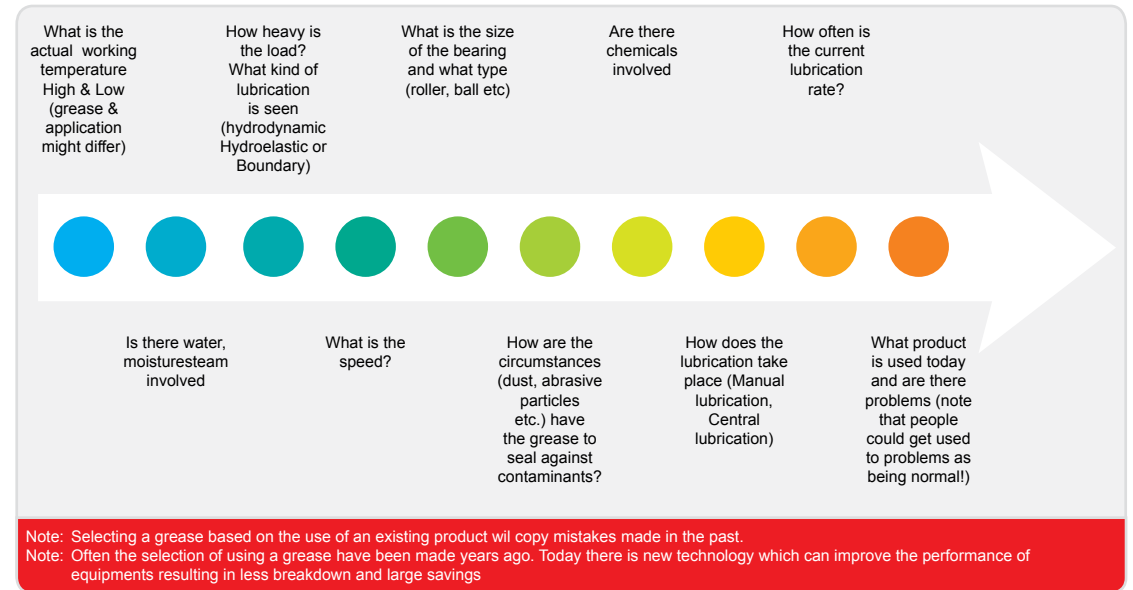 What is the
actual working
temperature
High & Low
(grease &
application
might differ)
How heavy is
the load?
What kind of
lubrication
is seen
(hydrodynamic
Hydroelastic or
Boundary)
What is the size
of the bearing
and what type
(roller, ball etc)
Are there
chemicals
involved
How often is
the current
lubrication
rate?
Is there water,
moisturesteam
involved
What is the
speed?
How are the
circumstances
(dust, abrasive
particles
etc.) have
the grease to
seal against
contaminants?
How does the
lubrication take
place (Manual
lubrication,
Central
lubrication)
What product
is used today
and are there
problems (note
that people
could get used
to problems as
being normal!)
Note: Selecting a grease based on the use of an existing product wil copy mistakes made in the past.
Note: Often the selection of using a grease have been made years ago. Today there is new technology which can improve the performance of
equipments resulting in less breakdown and large savings